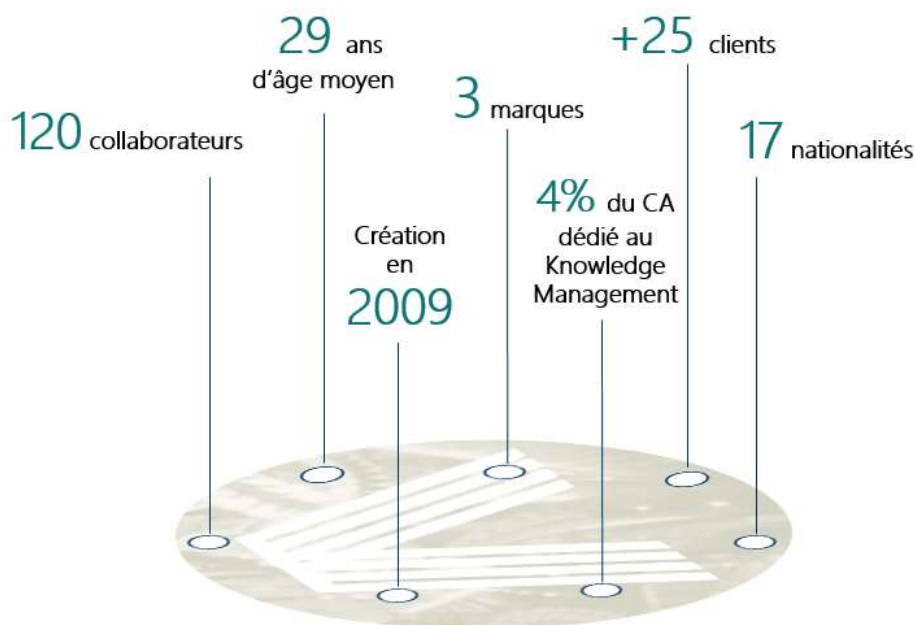 120 collaborateurs
29 ans
d'âge moyen
Création
en
2009
3 marques
4% du CA
dédié au
Knowledge
Management
+25 clients
17 nationalités